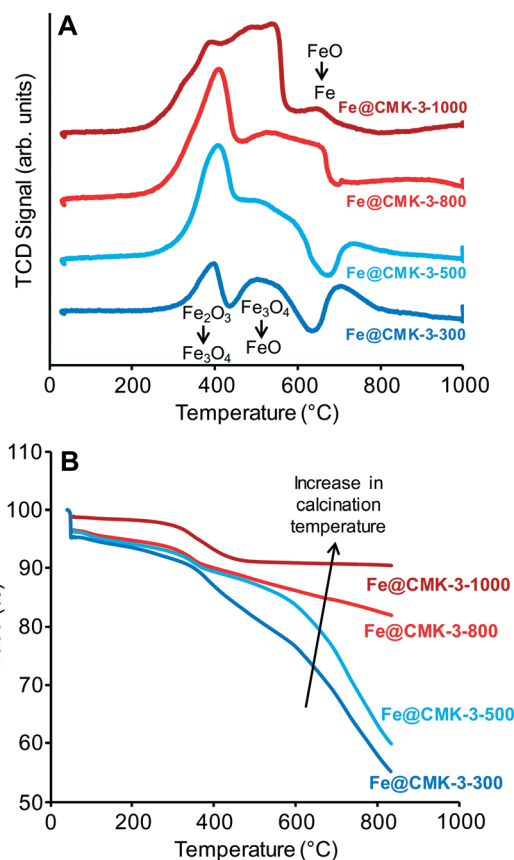 A
FeO
Fe
Fe@CMK-3-1000
Fe@CMK-3-800
Fe@CMK-3-500
Fe@CMK-3-300
Fe₂O₃
Fe₃O₄
Fe₃O₄
FeO
TCD Signal (arb. units)
0 200 400 600 800 1000
Temperature (°C)
B
110
100
90
80
70
60
50
Increase in
calcination
temperature
Fe@CMK-3-1000
Fe@CMK-3-800
Fe@CMK-3-500
Fe@CMK-3-300
0 200 400 600 800 1000
Temperature (°C)